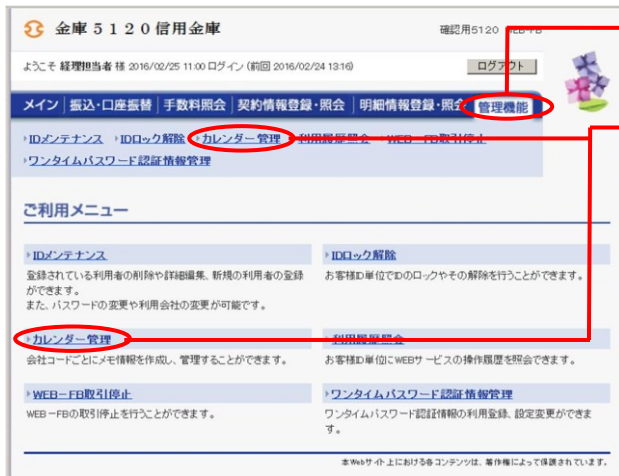 金庫５１２０信用金庫
確認用5120 WEB-FB
ようこそ 経理担当者 様 2016/02/25 11:00 ログイン (前回 2016/02/24 13:16)
ログアウト
メイン 振込・口座振替 手数料照会 契約情報登録・照会 明細情報登録・照会 管理機能
IDメンテナンス IDロック解除 カレンダー管理 利用履歴照会 WEB－FB取引停止
ワンタイムパスワード認証情報管理
ご利用メニュー
IDメンテナンス
登録されている利用者の削除や詳細編集、新規の利用者の登録
ができます。
また、パスワードの変更や利用会社の変更が可能です。
IDロック解除
お客様ID単位でIDのロックやその解除を行うことができます。
カレンダー管理
会社コードごとにメモ情報を作成し、管理することができます。
利用履歴照会
お客様ID単位にWEBサービスの操作履歴を照会できます。
WEB－FB取引停止
WEB－FBの取引停止を行うことができます。
ワンタイムパスワード認証情報管理
ワンタイムパスワード認証情報の利用登録、設定変更ができま
す。
本Webサイト上における各コンテンツは、著作権によって保護されています。